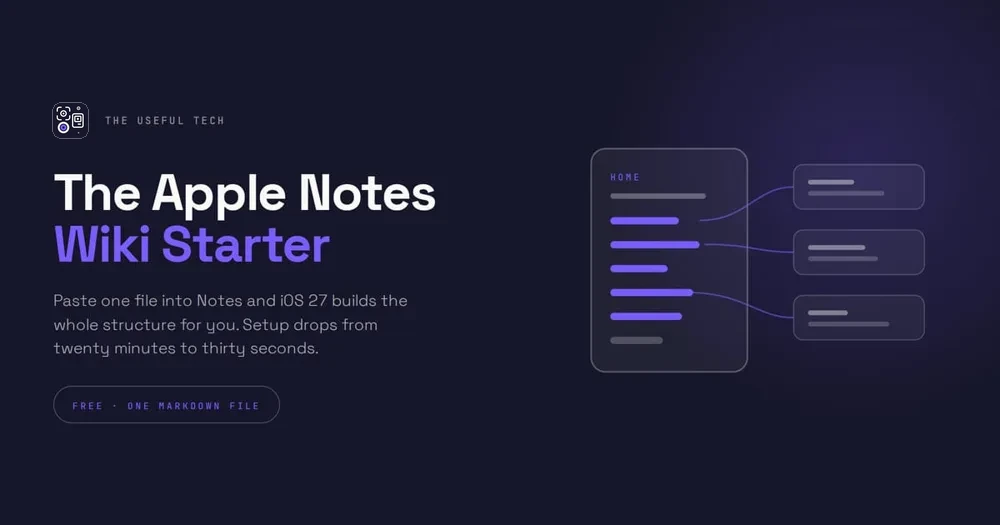 THE USEFUL TECH
The Apple Notes
Wiki Starter
Paste one file into Notes and iOS 27 builds the
whole structure for you. Setup drops from
twenty minutes to thirty seconds.
FREE · ONE MARKDOWN FILE
HOME